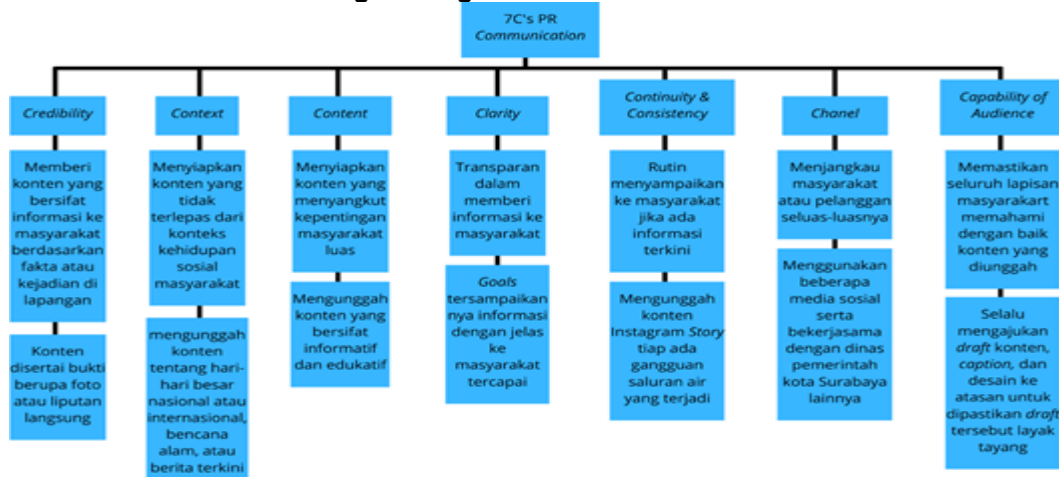 7C's PR
Communication
Credibility
Memberi
konten yang
bersifat
informasi ke
masyarakat
berdasarkan
fakta atau
kejadian di
lapangan
Konten
disertai bukti
berupa foto
atau liputan
langsung
Context
Menyiapkan
konten yang
tidak
terlepas dari
konteks
kehidupan
sosial
masyarakat
mengunggah
konten
tentang hari-
hari besar
nasional atau
internasional,
bencana
alam, atau
berita terkini
Content
Menyiapkan
konten yang
menyangkut
kepentingan
masyarakat
luas
Mengunggah
konten yang
bersifat
informatif
dan edukatif
Clarity
Transparan
dalam
memberi
informasi ke
masyarakat
Goals
tersampaikan
nya informasi
dengan jelas
ke
masyarakat
tercapai
Continuity &
Consistency
Rutin
menyampaikan
ke masyarakat
jika ada
informasi
terkini
Mengunggah
konten
Instagram Story
tiap ada
gangguan
saluran air
yang terjadi
Chanel
Menjangkau
masyarakat
atau pelanggan
seluas-luasnya
Menggunakan
beberapa
media sosial
serta
bekerjasama
dengan dinas
pemerintah
kota Surabaya
lainnya
Capability of
Audience
Memastikan
seluruh lapisan
masyarakart
memahami
dengan baik
konten yang
diunggah
Selalu
mengajukan
draft konten,
caption, dan
desain ke
atasan untuk
dipastikan draft
tersebut layak
tayang